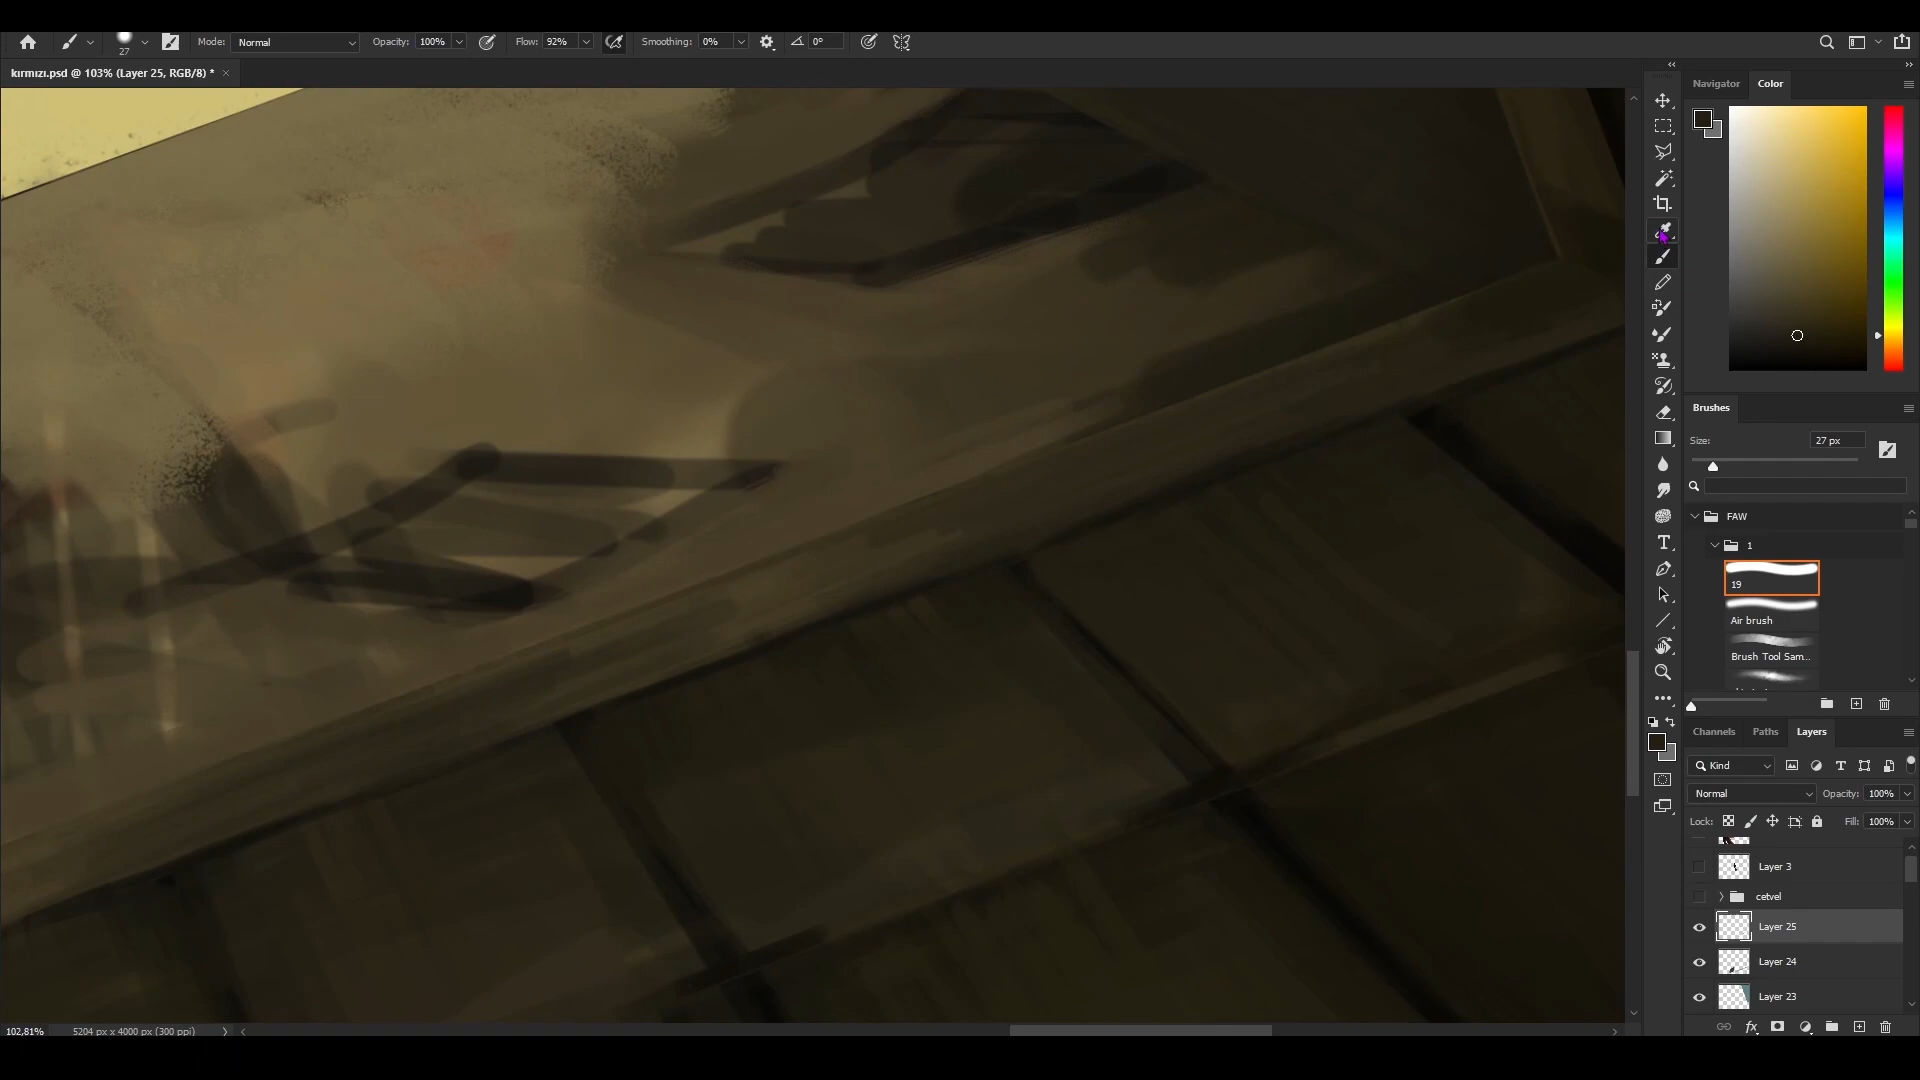 27
Mode: Normal Opacity: 100% Flow: 92% Smoothing: 0% 0°
kırmızı.psd @ 103% (Layer 25, RGB/8) *
Navigator Color
Brushes
Size: 27 px
FAW
1
19
Air brush
Brush Tool Sam...
Channels Paths Layers
Kind
Normal Opacity: 100%
Lock: Fill: 100%
Layer 3
cetvel
Layer 25
Layer 24
Layer 23
102,81% 5204 px x 4000 px (300 ppi)